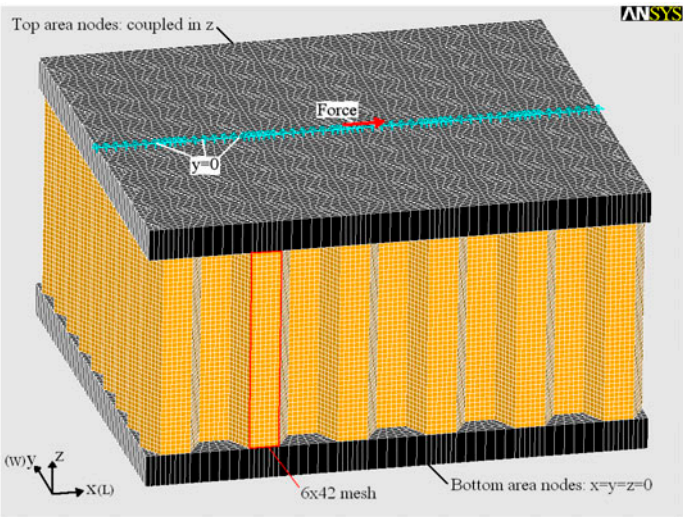 Top area nodes: coupled in z
ANSYS
Force
y=0
(W)y
z
x(L)
6x42 mesh
Bottom area nodes: x=y=z=0